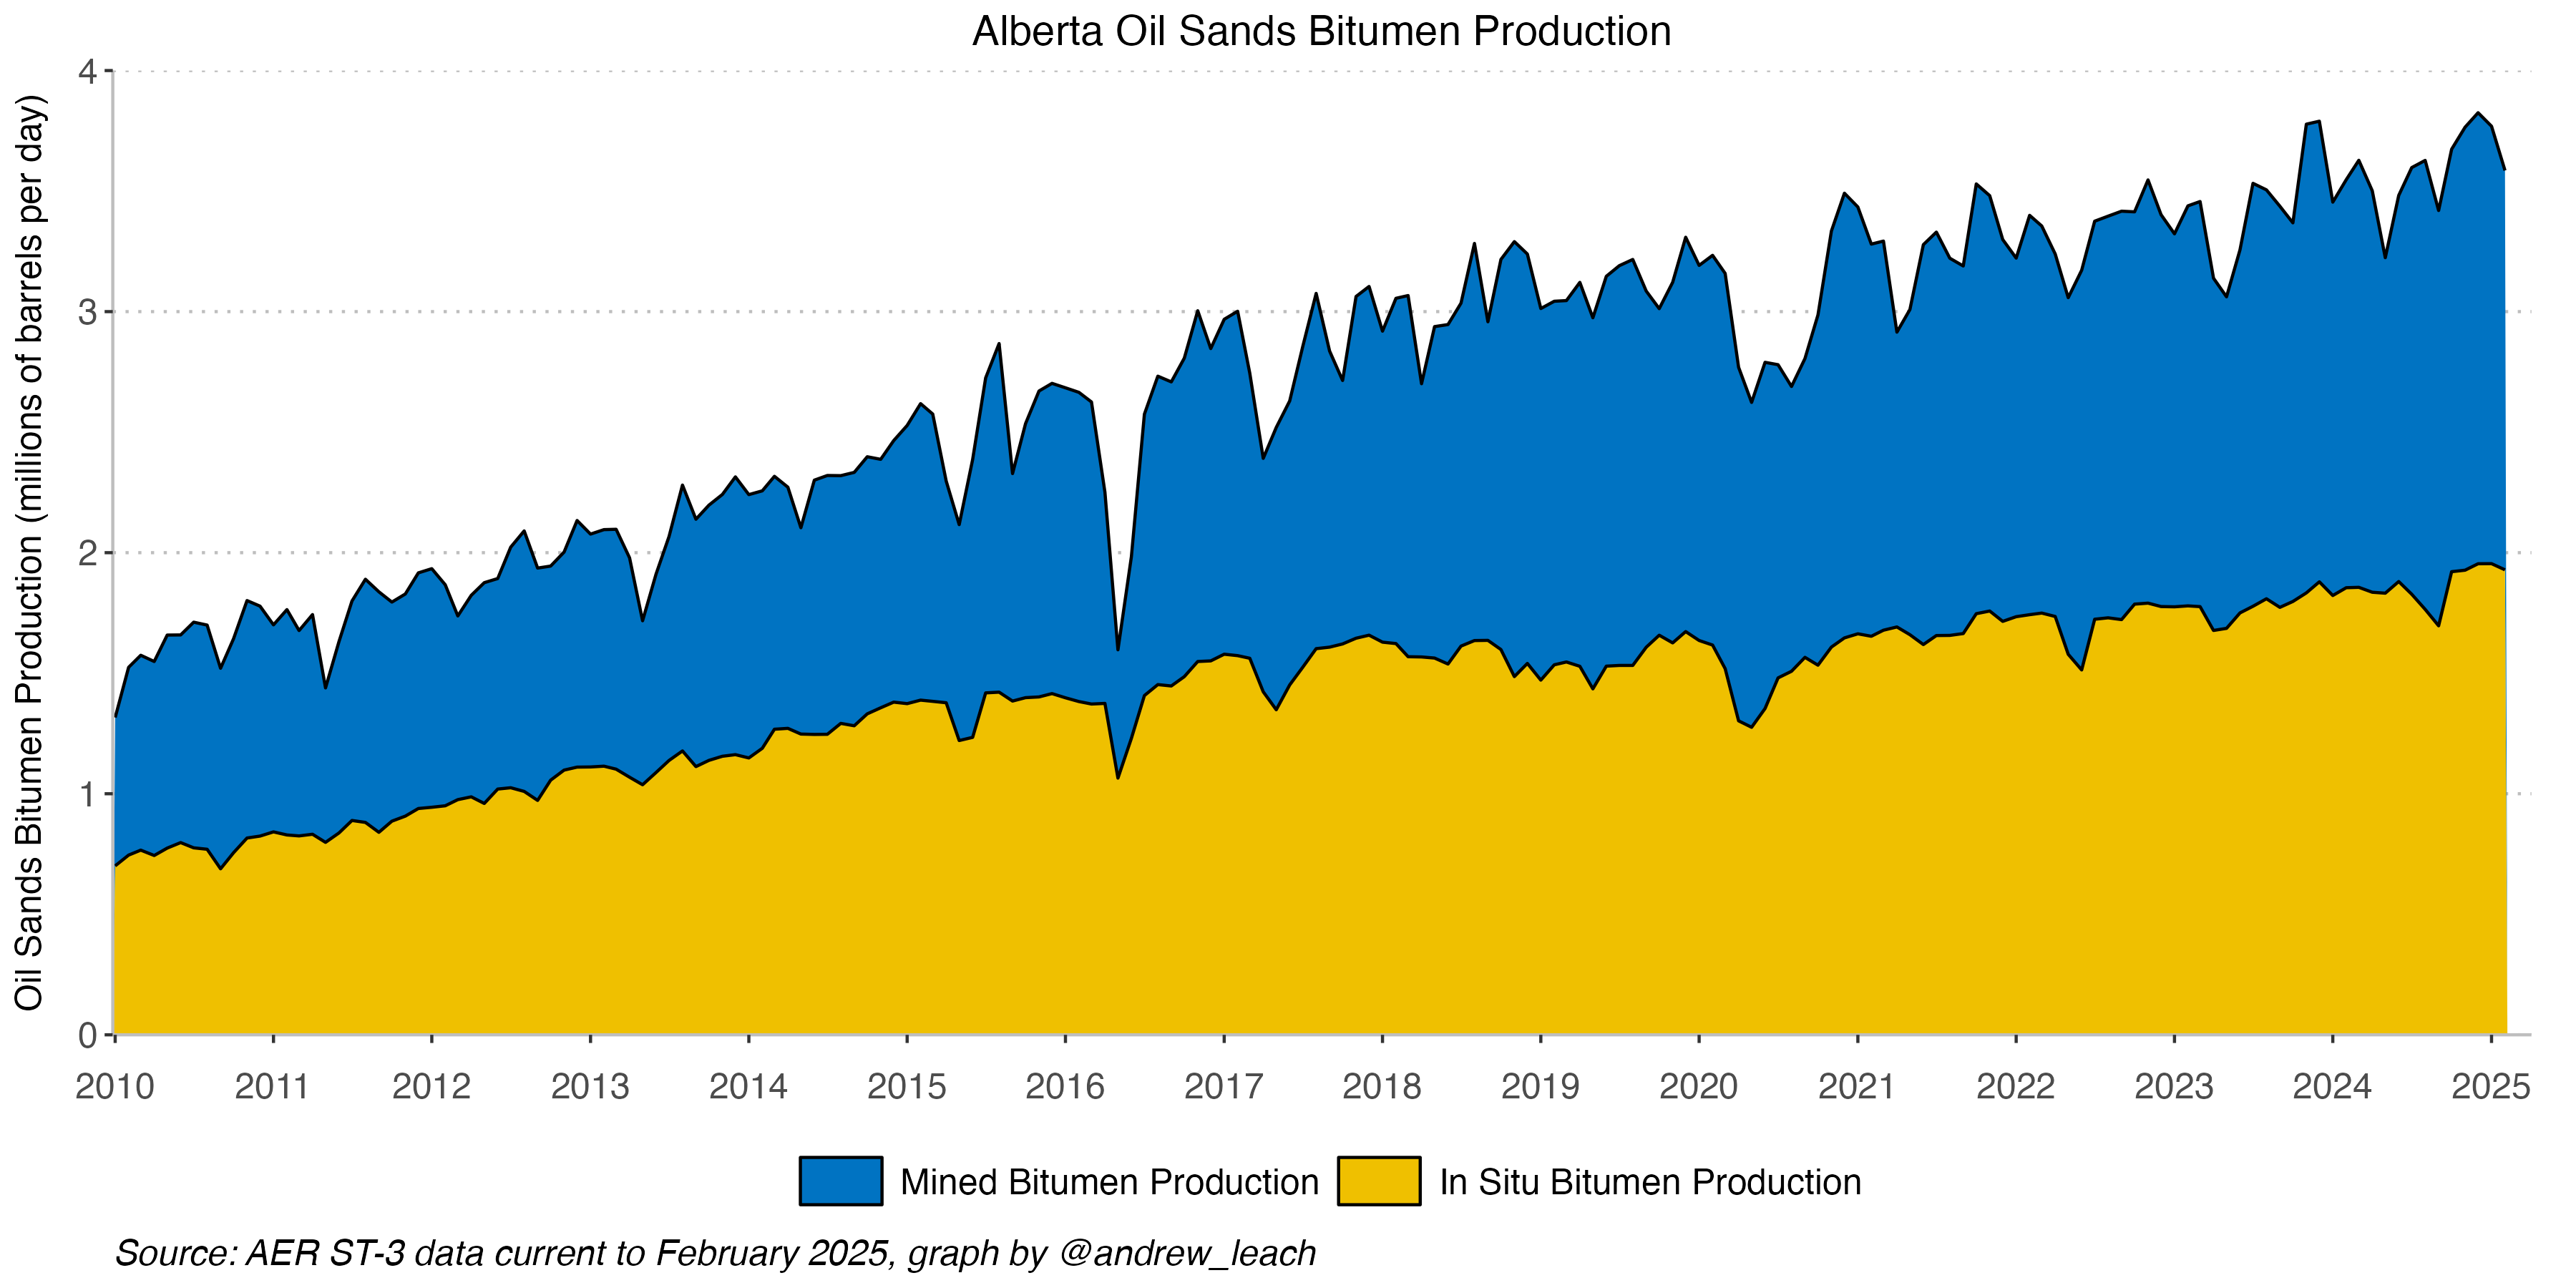 Alberta Oil Sands Bitumen Production
Oil Sands Bitumen Production (millions of barrels per day)
4
3
2
1
0
2010 2011 2012 2013 2014 2015 2016 2017 2018 2019 2020 2021 2022 2023 2024 2025
Mined Bitumen Production In Situ Bitumen Production
Source: AER ST-3 data current to February 2025, graph by @andrew_leach